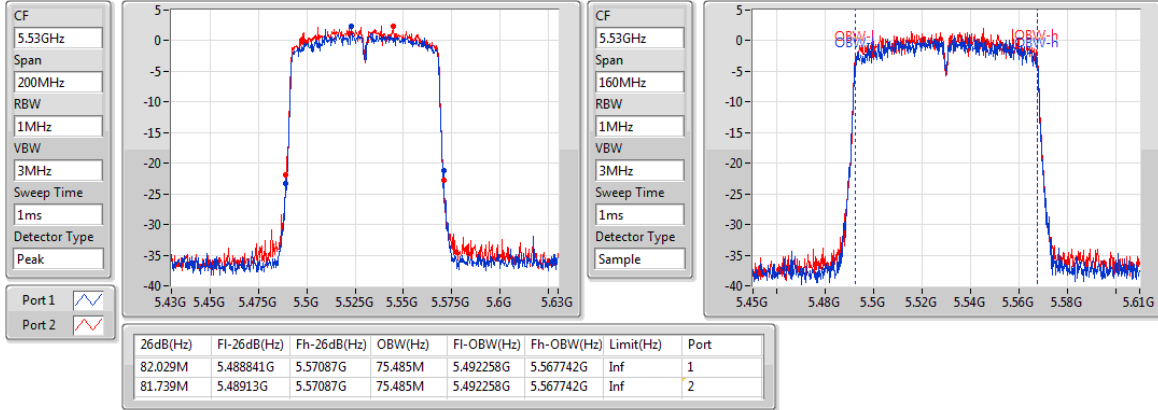 CF
5.53GHz
Span
200MHz
RBW
1MHz
VBW
3MHz
Sweep Time
1ms
Detector Type
Peak
Port 1
Port 2
5
0
-5
-10
-15
-20
-25
-30
-35
-40
5.43G 5.45G 5.475G 5.5G 5.525G 5.55G 5.575G 5.6G 5.63G
CF
5.53GHz
Span
160MHz
RBW
1MHz
VBW
3MHz
Sweep Time
1ms
Detector Type
Sample
5
0
-5
-10
-15
-20
-25
-30
-35
-40
OBW-l OBW-h
OBW-l OBW-h
5.45G 5.48G 5.5G 5.52G 5.54G 5.56G 5.58G 5.61G
26dB(Hz) Fl-26dB(Hz) Fh-26dB(Hz) OBW(Hz) Fl-OBW(Hz) Fh-OBW(Hz) Limit(Hz) Port
82.029M 5.488841G 5.57087G 75.485M 5.492258G 5.567742G Inf 1
81.739M 5.48913G 5.57087G 75.485M 5.492258G 5.567742G Inf 2